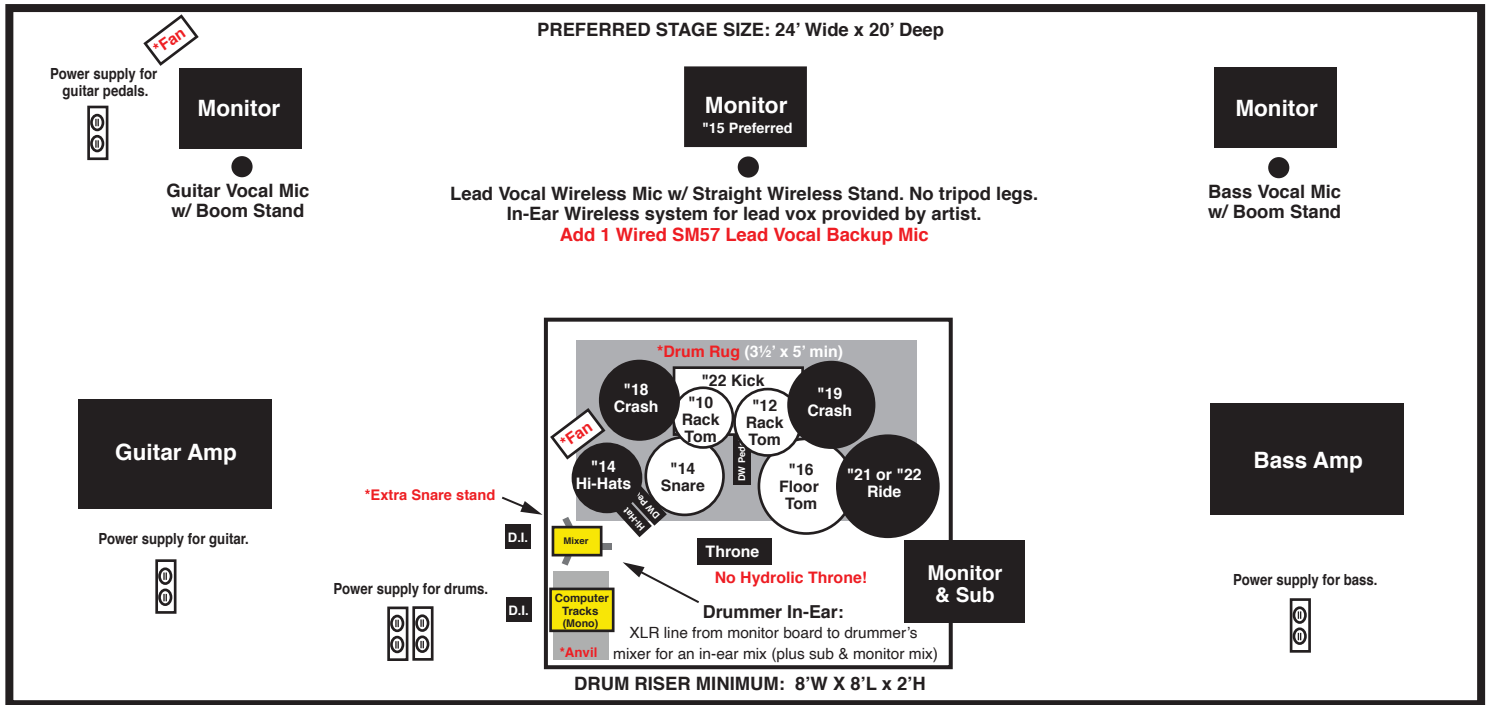 PREFERRED STAGE SIZE: 24’ Wide x 20’ Deep
*Fan
Power supply for
guitar pedals.
Monitor
Guitar Vocal Mic
w/ Boom Stand
Monitor
"15 Preferred
Lead Vocal Wireless Mic w/ Straight Wireless Stand. No tripod legs.
In-Ear Wireless system for lead vox provided by artist.
Add 1 Wired SM57 Lead Vocal Backup Mic
Monitor
Bass Vocal Mic
w/ Boom Stand
*Drum Rug (3½’ x 5’ min)
"22 Kick
"18
Crash
"10
Rack
Tom
"12
Rack
Tom
"19
Crash
*Fan
"14
Hi-Hats
"14
Snare
"16
Floor
Tom
"21 or "22
Ride
Hi-Hat
Guitar Amp
Bass Amp
*Extra Snare stand
D.I.
Mixer
Throne
No Hydrolic Throne!
Monitor
& Sub
Power supply for guitar.
Power supply for drums.
D.I.
Computer
Tracks
(Mono)
*Anvil
Drummer In-Ear:
XLR line from monitor board to drummer’s
mixer for an in-ear mix (plus sub & monitor mix)
Power supply for bass.
DRUM RISER MINIMUM: 8’W X 8’L x 2’H